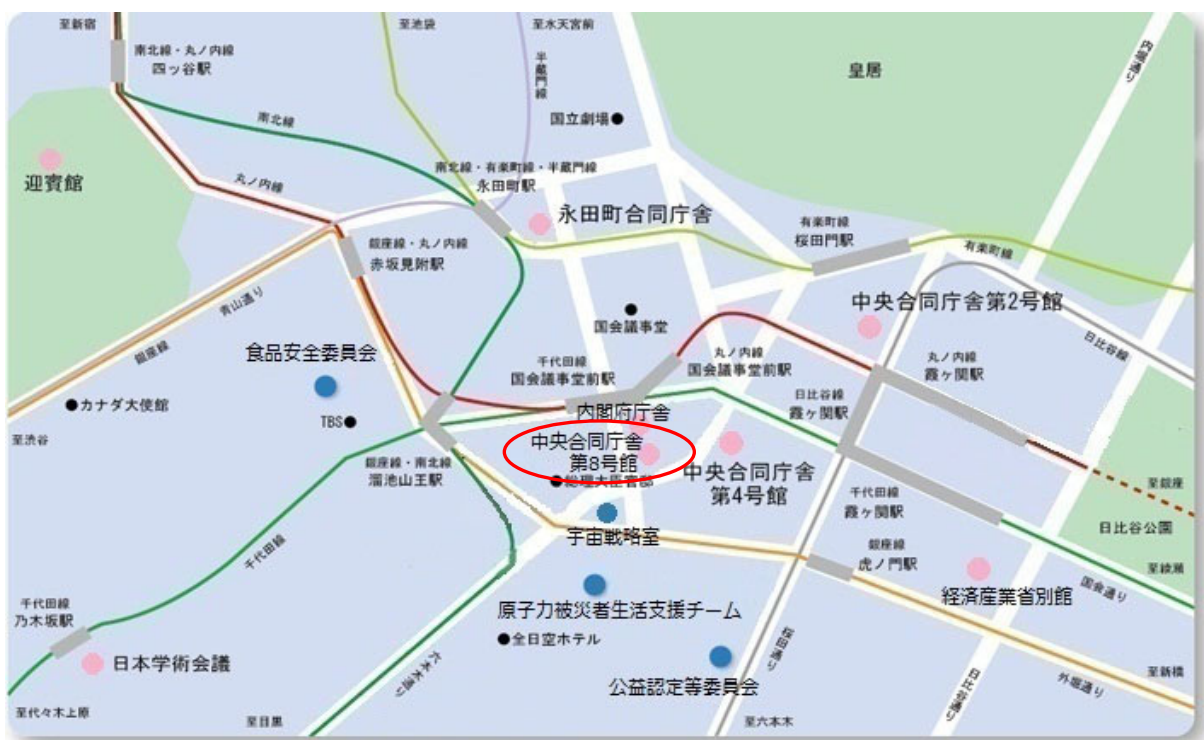 至新宿
至池袋
至水天宮前
南北線・丸ノ内線
四ツ谷駅
半蔵門線
内堀通り
皇居
南北線
国立劇場
迎賓館
丸ノ内線
南北線・有楽町線・半蔵門線
永田町駅
永田町合同庁舎
有楽町線
桜田門駅
有楽町線
銀座線・丸ノ内線
赤坂見附駅
青山通り
銀座線
国会議事堂
中央合同庁舎第2号館
日比谷線
食品安全委員会
千代田線
国会議事堂前駅
丸ノ内線
国会議事堂前駅
丸ノ内線
霞ヶ関駅
カナダ大使館
TBS
日比谷線
霞ヶ関駅
内閣府庁舎
至渋谷
中央合同庁舎
第8号館
中央合同庁舎
第4号館
銀座線・南北線
溜池山王駅
総理大臣官邸
千代田線
霞ヶ関駅
至銀座
日比谷公園
宇宙戦略室
千代田線
銀座線
虎ノ門駅
至綾瀬
国会通り
経済産業省別館
原子力被災者生活支援チーム
千代田線
乃木坂駅
全日空ホテル
日本学術会議
六本木通り
桜田通り
公益認定等委員会
外堀通り
至新橋
日比谷通り
至代々木上原
至目黒
至六本木